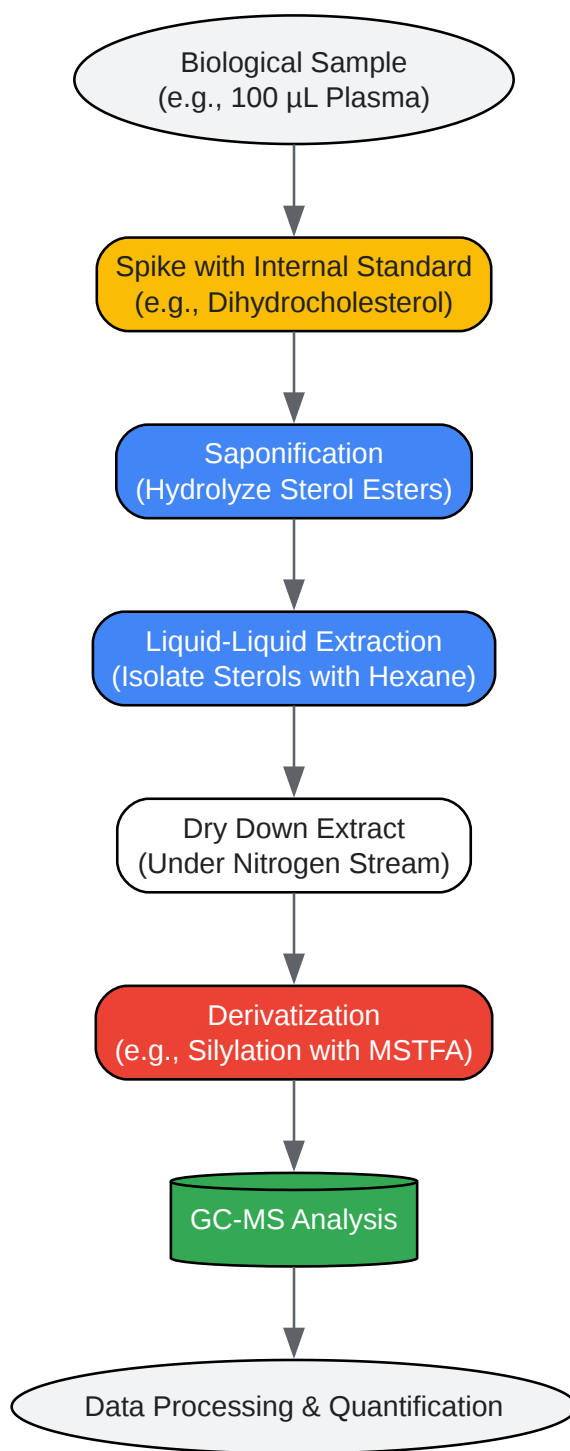 Biological Sample
(e.g., 100 µL Plasma)
Spike with Internal Standard
(e.g., Dihydrocholesterol)
Saponification
(Hydrolyze Sterol Esters)
Liquid-Liquid Extraction
(Isolate Sterols with Hexane)
Dry Down Extract
(Under Nitrogen Stream)
Derivatization
(e.g., Silylation with MSTFA)
GC-MS Analysis
Data Processing & Quantification